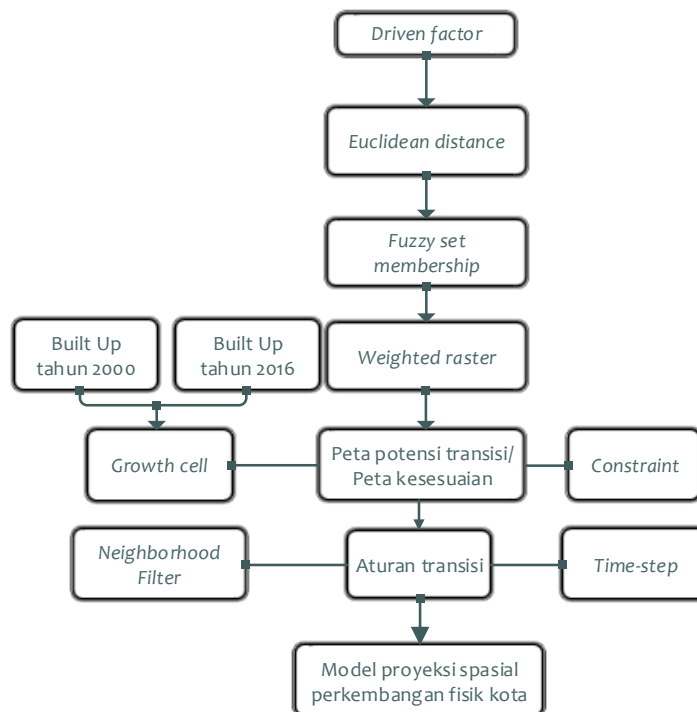 Driven factor
Euclidean distance
Fuzzy set
membership
Built Up
tahun 2000
Built Up
tahun 2016
Weighted raster
Growth cell
Peta potensi transisi/
Peta kesesuaian
Constraint
Neighborhood
Filter
Aturan transisi
Time-step
Model proyeksi spasial
perkembangan fisik kota